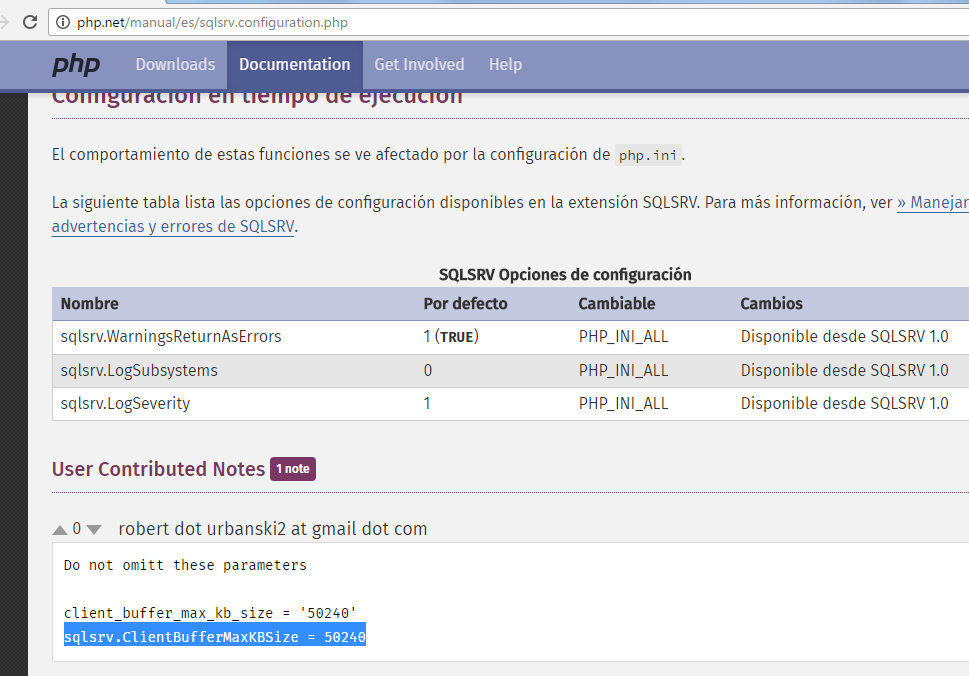 php.net/manual/es/sqlsrv.configuration.php
php Downloads Documentation Get Involved Help
Configuración en tiempo de ejecución
El comportamiento de estas funciones se ve afectado por la configuración de php.ini.
La siguiente tabla lista las opciones de configuración disponibles en la extensión SQLSRV. Para más información, ver » Manejar
advertencias y errores de SQLSRV.
SQLSRV Opciones de configuración
Nombre Por defecto Cambiable Cambios
sqlsrv.WarningsReturnAsErrors 1 (TRUE) PHP_INI_ALL Disponible desde SQLSRV 1.0
sqlsrv.LogSubsystems 0 PHP_INI_ALL Disponible desde SQLSRV 1.0
sqlsrv.LogSeverity 1 PHP_INI_ALL Disponible desde SQLSRV 1.0
User Contributed Notes 1 note
0 robert dot urbanski2 at gmail dot com
Do not omitt these parameters
client_buffer_max_kb_size = '50240'
sqlsrv.ClientBufferMaxKBSize = 50240